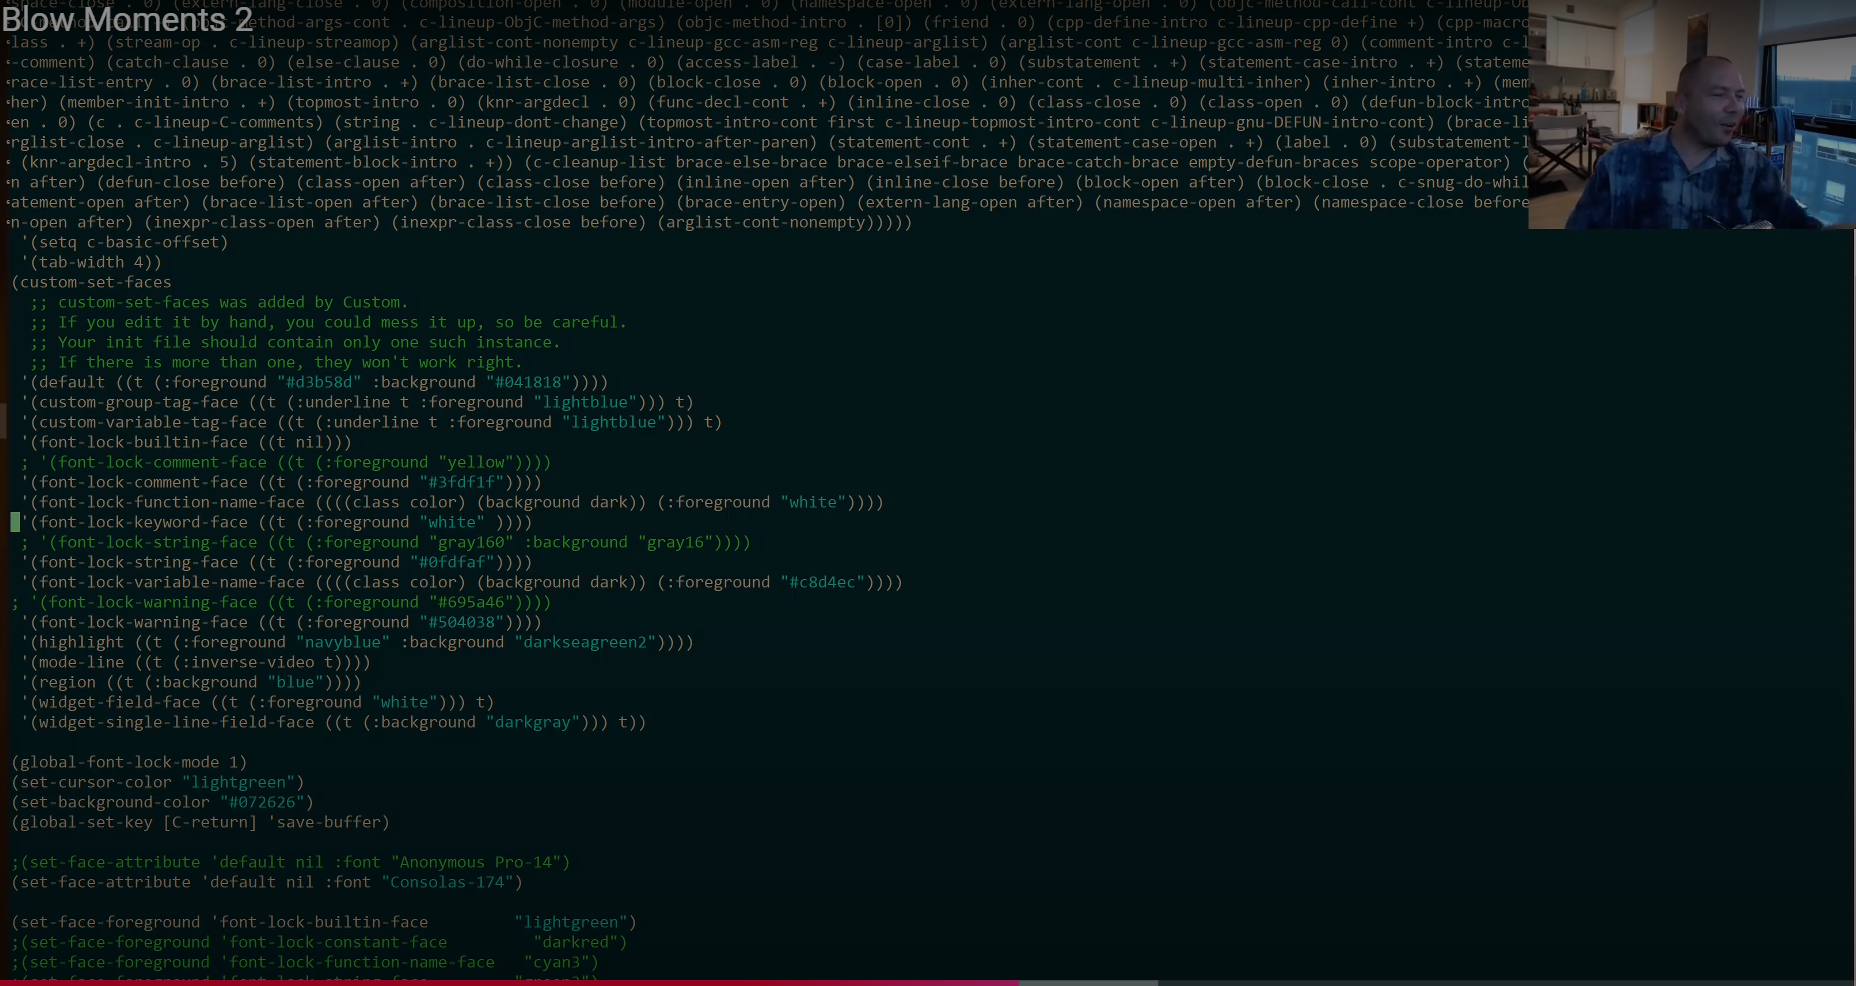 space-close . 0) (extern-lang-close . 0) (composition-open . 0) (module-open . 0) (namespace-open . 0) (extern-lang-open . 0) (objc-method-call-cont
Blow Moments 2
-method-args-cont . c-lineup-ObjC-method-args) (objc-method-intro . [0]) (friend . 0) (cpp-define-intro c-lineup-cpp-define +) (cpp-macro
lass . +) (stream-op . c-lineup-streamop) (arglist-cont-nonempty c-lineup-gcc-asm-reg c-lineup-arglist) (arglist-cont c-lineup-gcc-asm-reg 0) (comment-intro c-l
-comment) (catch-clause . 0) (else-clause . 0) (do-while-closure . 0) (access-label . -) (case-label . 0) (substatement . +) (statement-case-intro . +) (stateme
race-list-entry . 0) (brace-list-intro . +) (brace-list-close . 0) (block-close . 0) (block-open . 0) (inher-cont . c-lineup-multi-inher) (inher-intro . +) (mem
her) (member-init-intro . +) (topmost-intro . 0) (knr-argdecl . 0) (func-decl-cont . +) (inline-close . 0) (class-close . 0) (class-open . 0) (defun-block-intro
en . 0) (c . c-lineup-C-comments) (string . c-lineup-dont-change) (topmost-intro-cont first c-lineup-topmost-intro-cont c-lineup-gnu-DEFUN-intro-cont) (brace-li
rglist-close . c-lineup-arglist) (arglist-intro . c-lineup-arglist-intro-after-paren) (statement-cont . +) (statement-case-open . +) (label . 0) (substatement-l
(knr-argdecl-intro . 5) (statement-block-intro . +)) (c-cleanup-list brace-else-brace brace-elseif-brace brace-catch-brace empty-defun-braces scope-operator) (
n after) (defun-close before) (class-open after) (class-close before) (inline-open after) (inline-close before) (block-open after) (block-close . c-snug-do-whil
atement-open after) (brace-list-open after) (brace-list-close before) (brace-entry-open) (extern-lang-open after) (namespace-open after) (namespace-close before
n-open after) (inexpr-class-open after) (inexpr-class-close before) (arglist-cont-nonempty)))))
'(setq c-basic-offset)
'(tab-width 4))
(custom-set-faces
;; custom-set-faces was added by Custom.
;; If you edit it by hand, you could mess it up, so be careful.
;; Your init file should contain only one such instance.
;; If there is more than one, they won't work right.
'(default ((t (:foreground "#d3b58d" :background "#041818"))))
'(custom-group-tag-face ((t (:underline t :foreground "lightblue"))) t)
'(custom-variable-tag-face ((t (:underline t :foreground "lightblue"))) t)
'(font-lock-builtin-face ((t nil)))
; '(font-lock-comment-face ((t (:foreground "yellow"))))
'(font-lock-comment-face ((t (:foreground "#3fdf1f"))))
'(font-lock-function-name-face ((((class color) (background dark)) (:foreground "white"))))
'(font-lock-keyword-face ((t (:foreground "white" ))))
; '(font-lock-string-face ((t (:foreground "gray160" :background "gray16"))))
'(font-lock-string-face ((t (:foreground "#0fdfaf"))))
'(font-lock-variable-name-face ((((class color) (background dark)) (:foreground "#c8d4ec"))))
; '(font-lock-warning-face ((t (:foreground "#695a46"))))
'(font-lock-warning-face ((t (:foreground "#504038"))))
'(highlight ((t (:foreground "navyblue" :background "darkseagreen2"))))
'(mode-line ((t (:inverse-video t))))
'(region ((t (:background "blue"))))
'(widget-field-face ((t (:foreground "white"))) t)
'(widget-single-line-field-face ((t (:background "darkgray"))) t))
(global-font-lock-mode 1)
(set-cursor-color "lightgreen")
(set-background-color "#072626")
(global-set-key [C-return] 'save-buffer)
;(set-face-attribute 'default nil :font "Anonymous Pro-14")
(set-face-attribute 'default nil :font "Consolas-174")
(set-face-foreground 'font-lock-builtin-face "lightgreen")
;(set-face-foreground 'font-lock-constant-face "darkred")
;(set-face-foreground 'font-lock-function-name-face "cyan3")